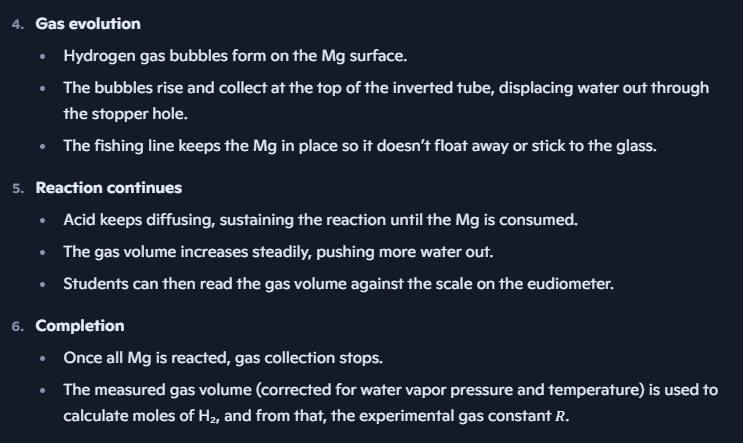 4. Gas evolution
• Hydrogen gas bubbles form on the Mg surface.
• The bubbles rise and collect at the top of the inverted tube, displacing water out through
the stopper hole.
• The fishing line keeps the Mg in place so it doesn’t float away or stick to the glass.
5. Reaction continues
• Acid keeps diffusing, sustaining the reaction until the Mg is consumed.
• The gas volume increases steadily, pushing more water out.
• Students can then read the gas volume against the scale on the eudiometer.
6. Completion
• Once all Mg is reacted, gas collection stops.
• The measured gas volume (corrected for water vapor pressure and temperature) is used to
calculate moles of H₂, and from that, the experimental gas constant R.